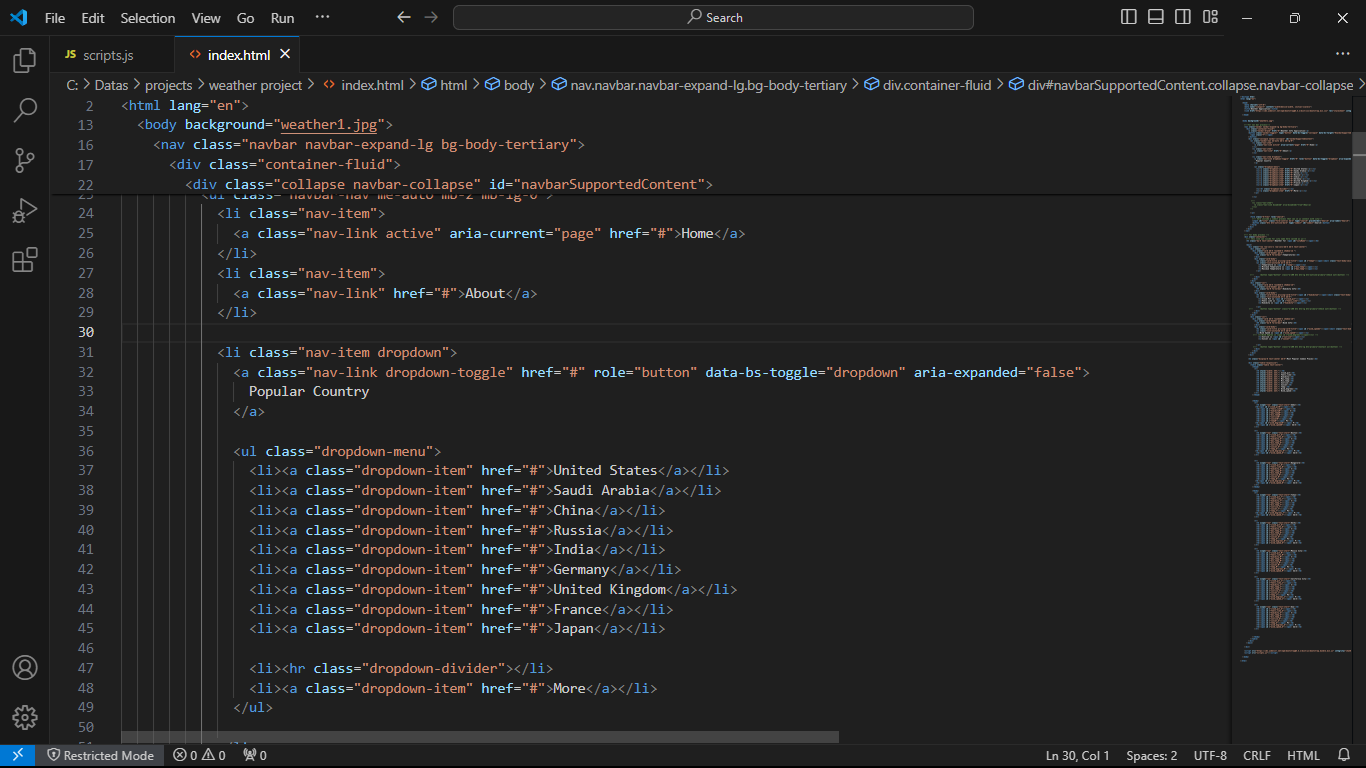 File Edit Selection View Go Run ··· Search
JS scripts.js <> index.html
C: > Datas > projects > weather project > <> index.html > html > body > nav.navbar.navbar-expand-lg.bg-body-tertiary > div.container-fluid > div#navbarSupportedContent.collapse.navbar-collapse >
2 <html lang="en">
13 <body background="weather1.jpg">
16 <nav class="navbar navbar-expand-lg bg-body-tertiary">
17 <div class="container-fluid">
22 <div class="collapse navbar-collapse" id="navbarSupportedContent">
23 <ul class="navbar-nav me-auto mb-2 mb-lg-0">
24 <li class="nav-item">
25 <a class="nav-link active" aria-current="page" href="#">Home</a>
26 </li>
27 <li class="nav-item">
28 <a class="nav-link" href="#">About</a>
29 </li>
30
31 <li class="nav-item dropdown">
32 <a class="nav-link dropdown-toggle" href="#" role="button" data-bs-toggle="dropdown" aria-expanded="false">
33 Popular Country
34 </a>
35
36 <ul class="dropdown-menu">
37 <li><a class="dropdown-item" href="#">United States</a></li>
38 <li><a class="dropdown-item" href="#">Saudi Arabia</a></li>
39 <li><a class="dropdown-item" href="#">China</a></li>
40 <li><a class="dropdown-item" href="#">Russia</a></li>
41 <li><a class="dropdown-item" href="#">India</a></li>
42 <li><a class="dropdown-item" href="#">Germany</a></li>
43 <li><a class="dropdown-item" href="#">United Kingdom</a></li>
44 <li><a class="dropdown-item" href="#">France</a></li>
45 <li><a class="dropdown-item" href="#">Japan</a></li>
46
47 <li><hr class="dropdown-divider"></li>
48 <li><a class="dropdown-item" href="#">More</a></li>
49 </ul>
50
Restricted Mode 0 0 0 Ln 30, Col 1 Spaces: 2 UTF-8 CRLF HTML